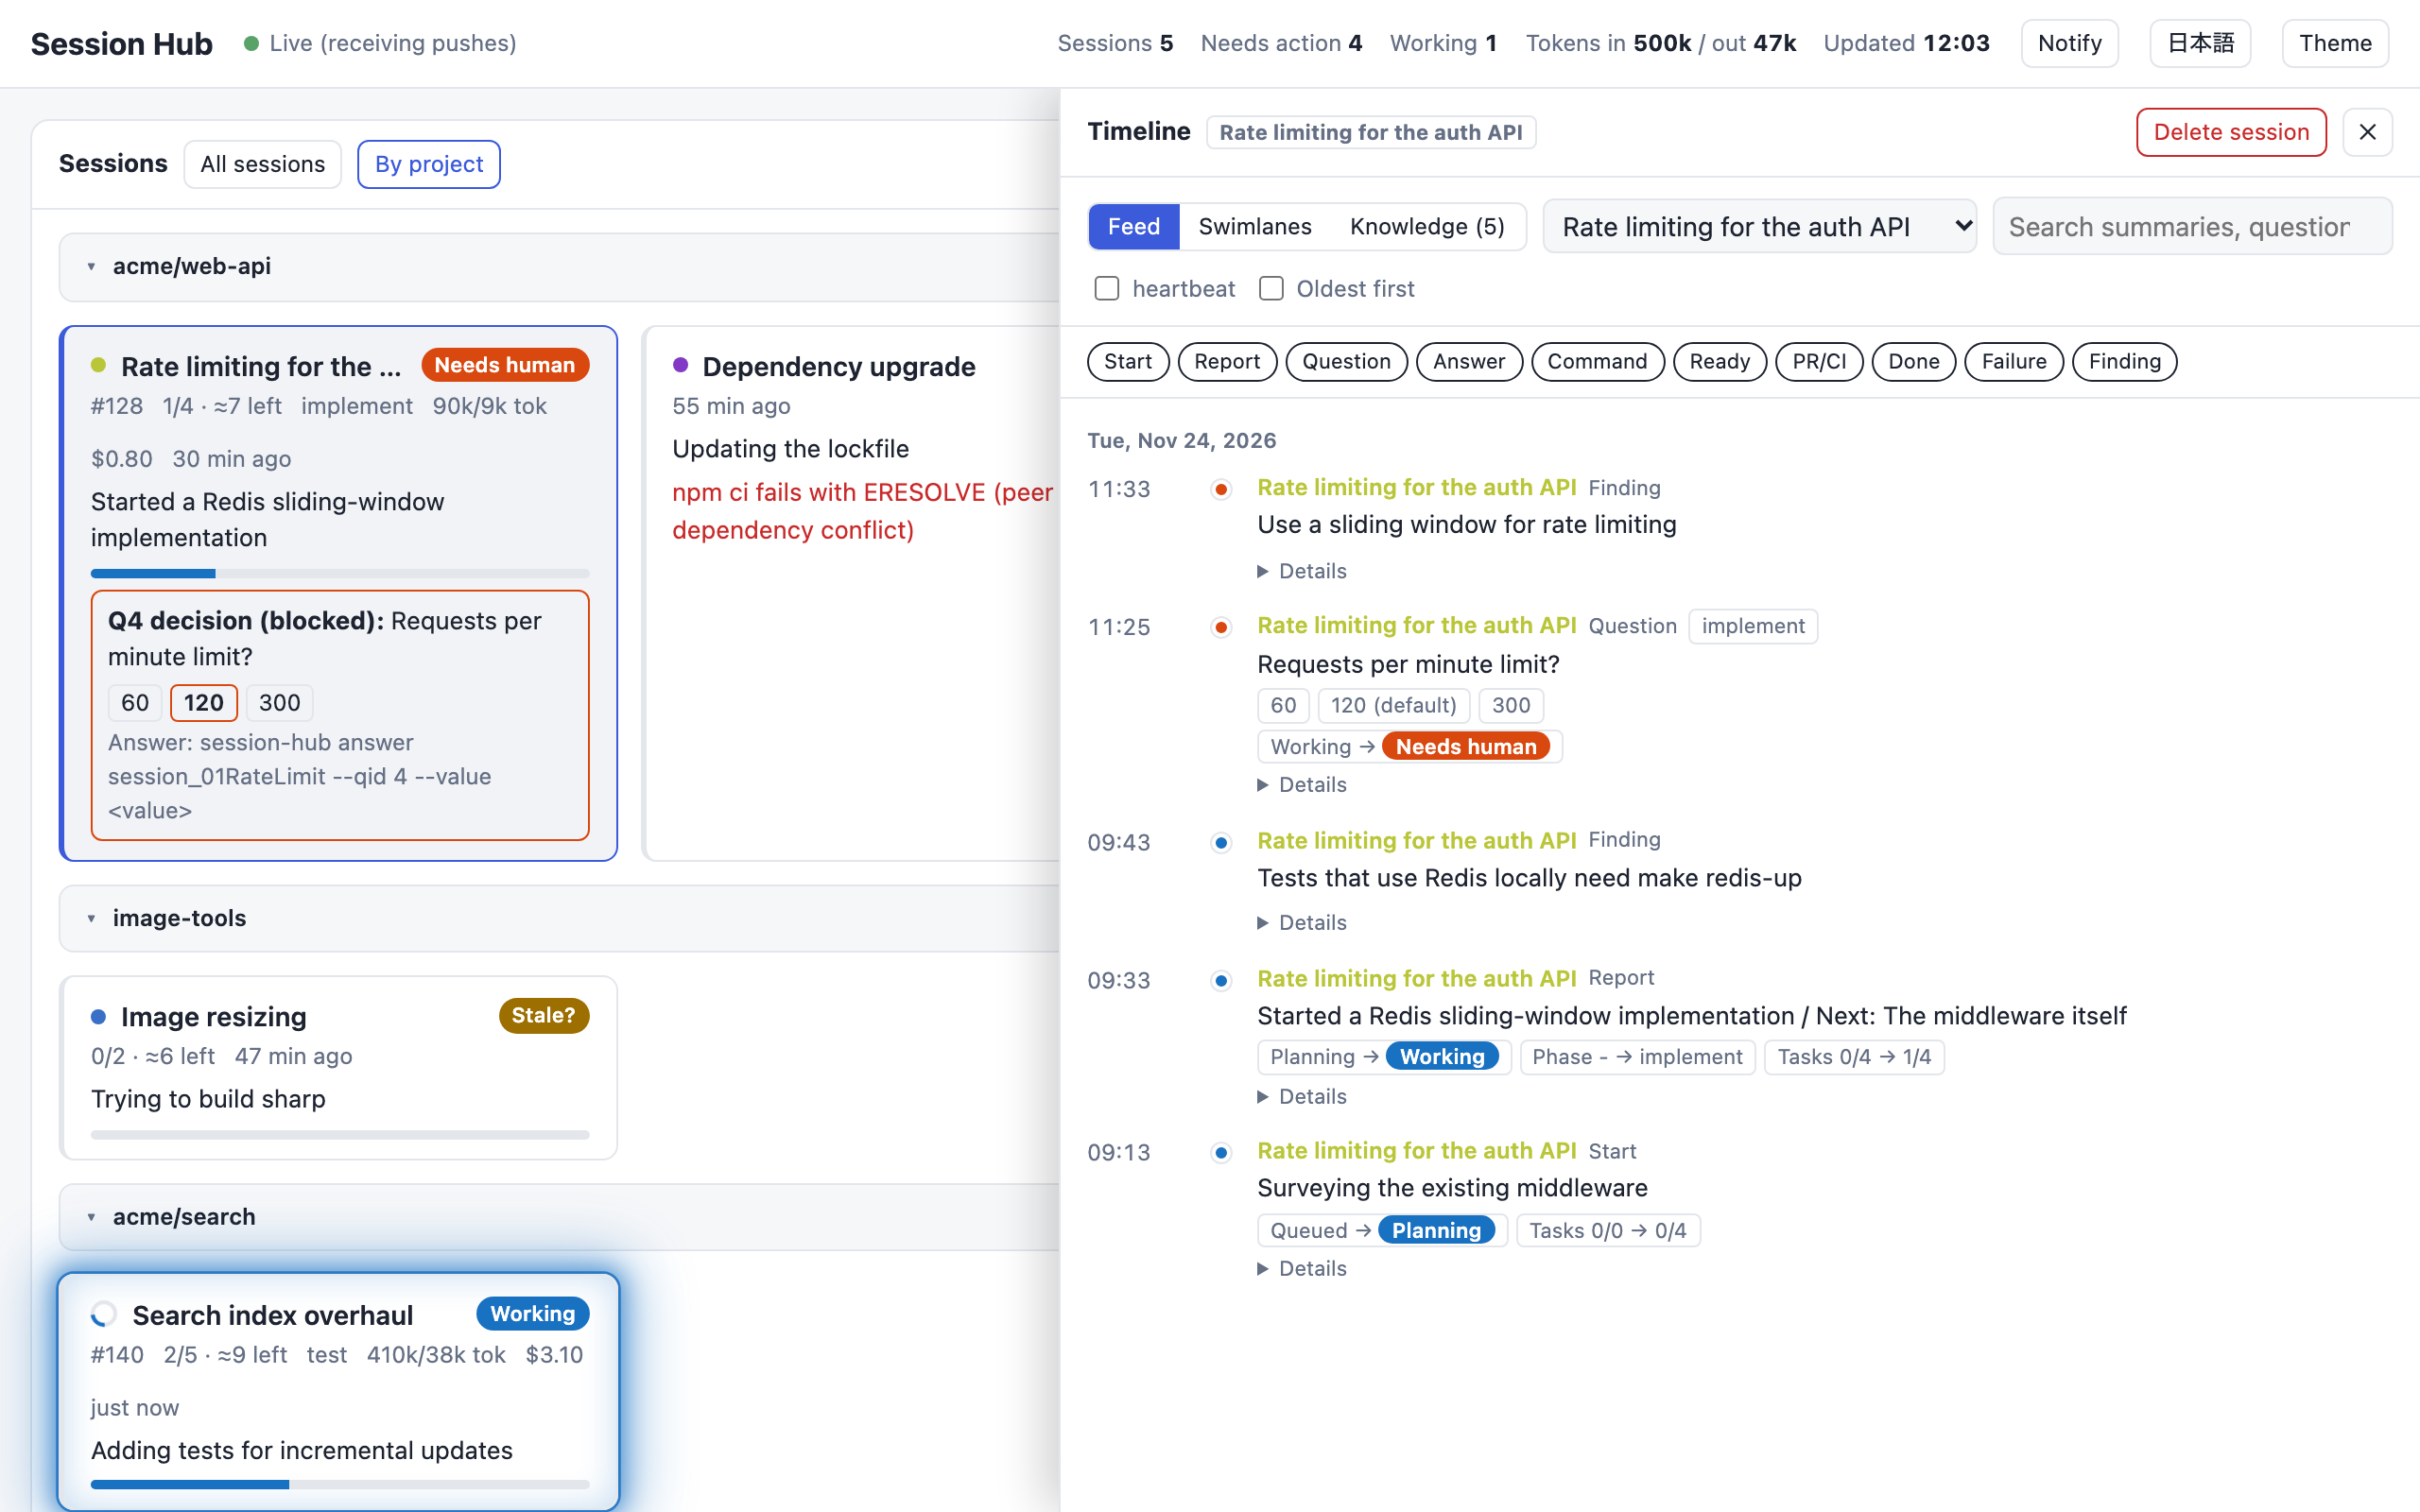 Session Hub
Live (receiving pushes)
Sessions 5 Needs action 4 Working 1 Tokens in 500k / out 47k Updated 12:03
Notify
日本語
Theme
Sessions
All sessions
By project
▾ acme/web-api
Rate limiting for the ...
Needs human
#128 1/4 · ≈7 left implement 90k/9k tok
$0.80 30 min ago
Started a Redis sliding-window
implementation
Q4 decision (blocked): Requests per
minute limit?
60 120 300
Answer: session-hub answer
session_01RateLimit --qid 4 --value
<value>
Dependency upgrade
55 min ago
Updating the lockfile
npm ci fails with ERESOLVE (peer
dependency conflict)
▾ image-tools
Image resizing
Stale?
0/2 · ≈6 left 47 min ago
Trying to build sharp
▾ acme/search
Search index overhaul
Working
#140 2/5 · ≈9 left test 410k/38k tok $3.10
just now
Adding tests for incremental updates
Timeline
Rate limiting for the auth API
Delete session
✕
Feed
Swimlanes
Knowledge (5)
Rate limiting for the auth API
Search summaries, question
heartbeat
Oldest first
Start Report Question Answer Command Ready PR/CI Done Failure Finding
Tue, Nov 24, 2026
11:33 Rate limiting for the auth API Finding
Use a sliding window for rate limiting
▶ Details
11:25 Rate limiting for the auth API Question implement
Requests per minute limit?
60 120 (default) 300
Working → Needs human
▶ Details
09:43 Rate limiting for the auth API Finding
Tests that use Redis locally need make redis-up
▶ Details
09:33 Rate limiting for the auth API Report
Started a Redis sliding-window implementation / Next: The middleware itself
Planning → Working Phase - → implement Tasks 0/4 → 1/4
▶ Details
09:13 Rate limiting for the auth API Start
Surveying the existing middleware
Queued → Planning Tasks 0/0 → 0/4
▶ Details